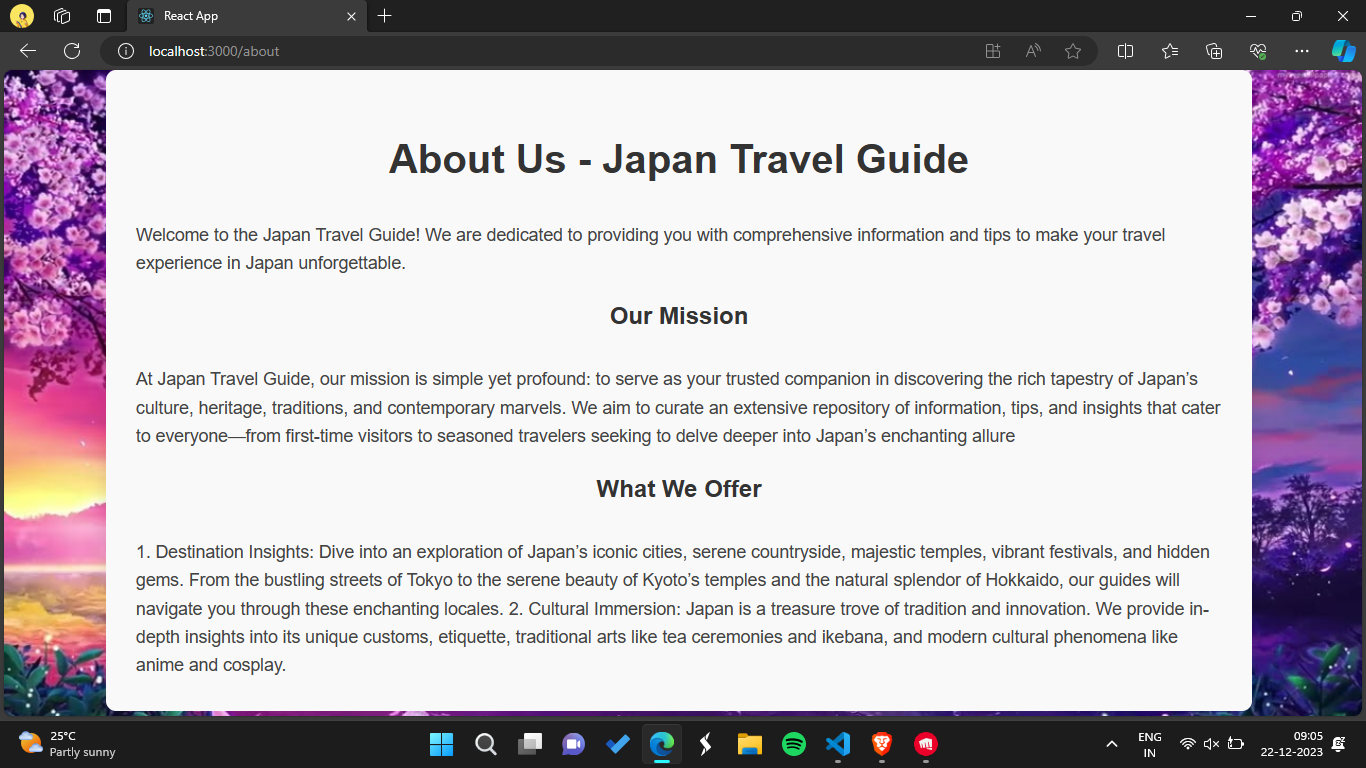 React App
localhost:3000/about
About Us - Japan Travel Guide
Welcome to the Japan Travel Guide! We are dedicated to providing you with comprehensive information and tips to make your travel
experience in Japan unforgettable.
Our Mission
At Japan Travel Guide, our mission is simple yet profound: to serve as your trusted companion in discovering the rich tapestry of Japan’s
culture, heritage, traditions, and contemporary marvels. We aim to curate an extensive repository of information, tips, and insights that cater
to everyone—from first-time visitors to seasoned travelers seeking to delve deeper into Japan’s enchanting allure
What We Offer
1. Destination Insights: Dive into an exploration of Japan’s iconic cities, serene countryside, majestic temples, vibrant festivals, and hidden
gems. From the bustling streets of Tokyo to the serene beauty of Kyoto’s temples and the natural splendor of Hokkaido, our guides will
navigate you through these enchanting locales. 2. Cultural Immersion: Japan is a treasure trove of tradition and innovation. We provide in-
depth insights into its unique customs, etiquette, traditional arts like tea ceremonies and ikebana, and modern cultural phenomena like
anime and cosplay.
25°C
Partly sunny
ENG
IN
09:05
22-12-2023